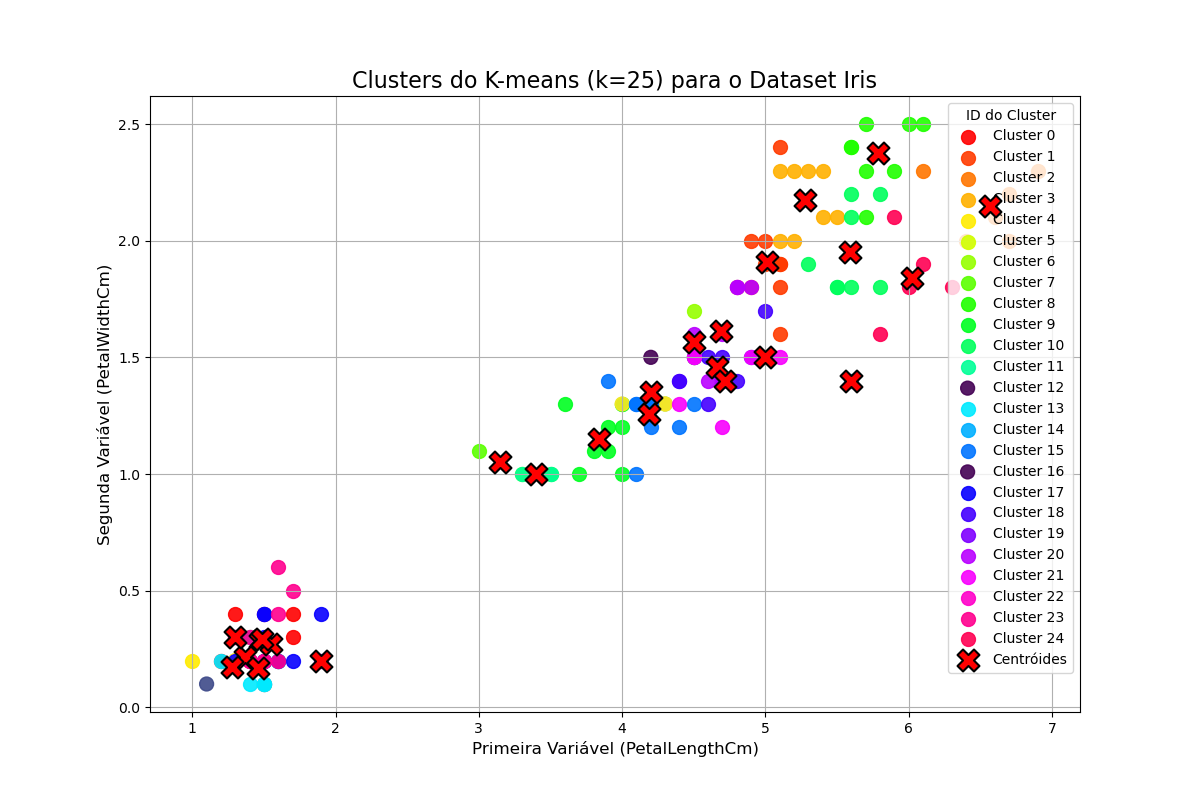 Clusters do K-means (k=25) para o Dataset Iris
Segunda Variável (PetalWidthCm)
2.5
2.0
1.5
1.0
0.5
0.0
1
2
3
4
5
6
7
Primeira Variável (PetalLengthCm)
ID do Cluster
Cluster 0
Cluster 1
Cluster 2
Cluster 3
Cluster 4
Cluster 5
Cluster 6
Cluster 7
Cluster 8
Cluster 9
Cluster 10
Cluster 11
Cluster 12
Cluster 13
Cluster 14
Cluster 15
Cluster 16
Cluster 17
Cluster 18
Cluster 19
Cluster 20
Cluster 21
Cluster 22
Cluster 23
Cluster 24
Centróides